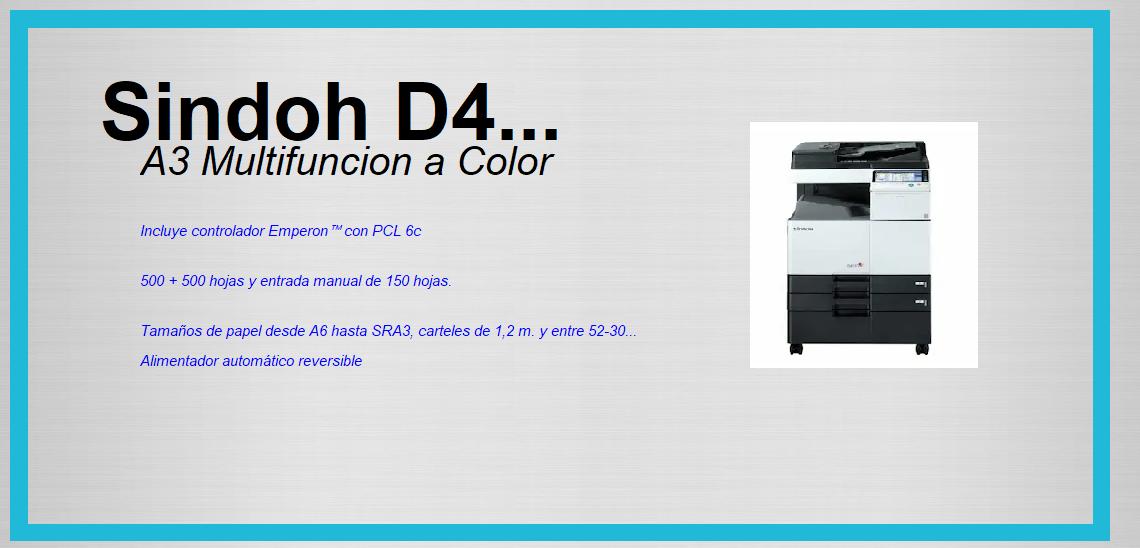 Sindoh D4...
A3 Multifuncion a Color
Incluye controlador Emperon™ con PCL 6c
500 + 500 hojas y entrada manual de 150 hojas.
Tamaños de papel desde A6 hasta SRA3, carteles de 1,2 m. y entre 52-30...
Alimentador automático reversible